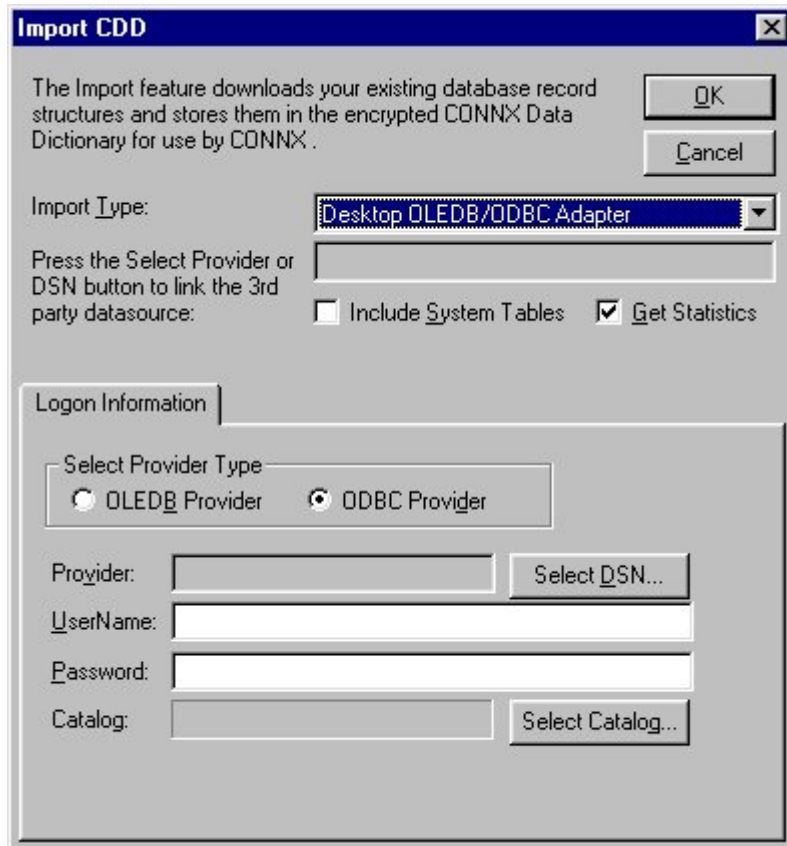 Import CDD
The Import feature downloads your existing database record
structures and stores them in the encrypted CONNX Data
Dictionary for use by CONNX .
OK
Cancel
Import Type:
Desktop OLEDB/ODBC Adapter
Press the Select Provider or
DSN button to link the 3rd
party datasource:
Include System Tables
Get Statistics
Logon Information
Select Provider Type
OLEDB Provider
ODBC Provider
Provider:
Select DSN...
UserName:
Password:
Catalog:
Select Catalog...